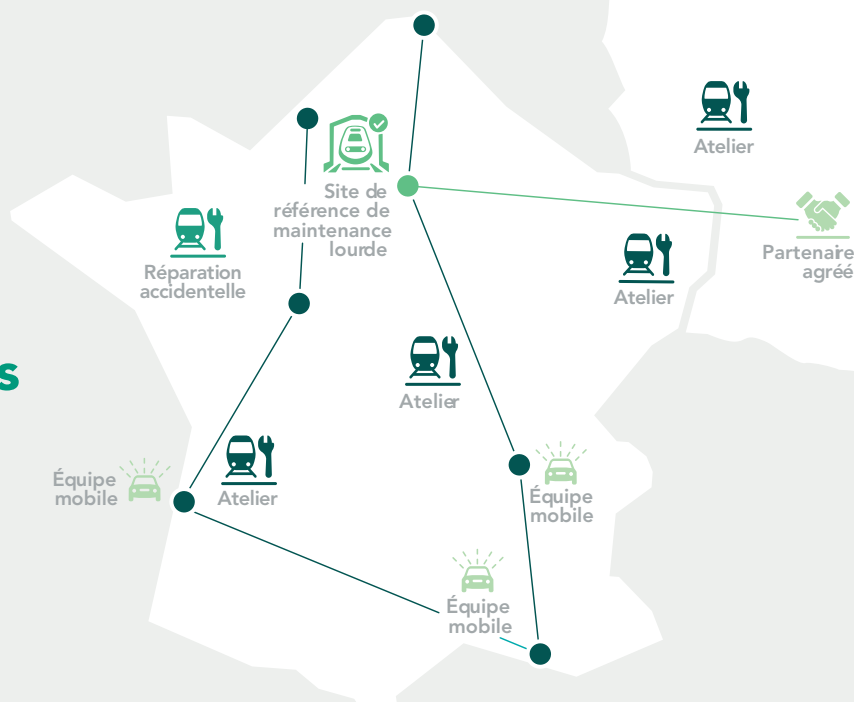 Atelier
Site de
référence de
maintenance
lourde
Partenaire
agréé
Réparation
accidentelle
Atelier
s
Atelier
Équipe
mobile
Atelier
Équipe
mobile
Équipe
mobile